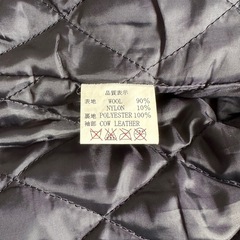 品質表示
表地 WOOL 90%
NYLON 10%
裏地 POLYESTER 100%
袖部 COW LEATHER